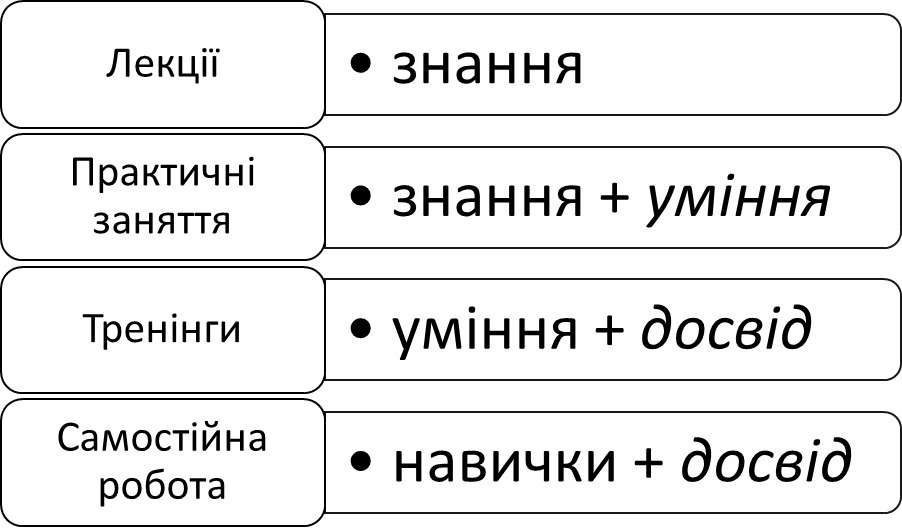 Лекції
• знання
Практичні
заняття
• знання + уміння
Тренінги
• уміння + досвід
Самостійна
робота
• навички + досвід